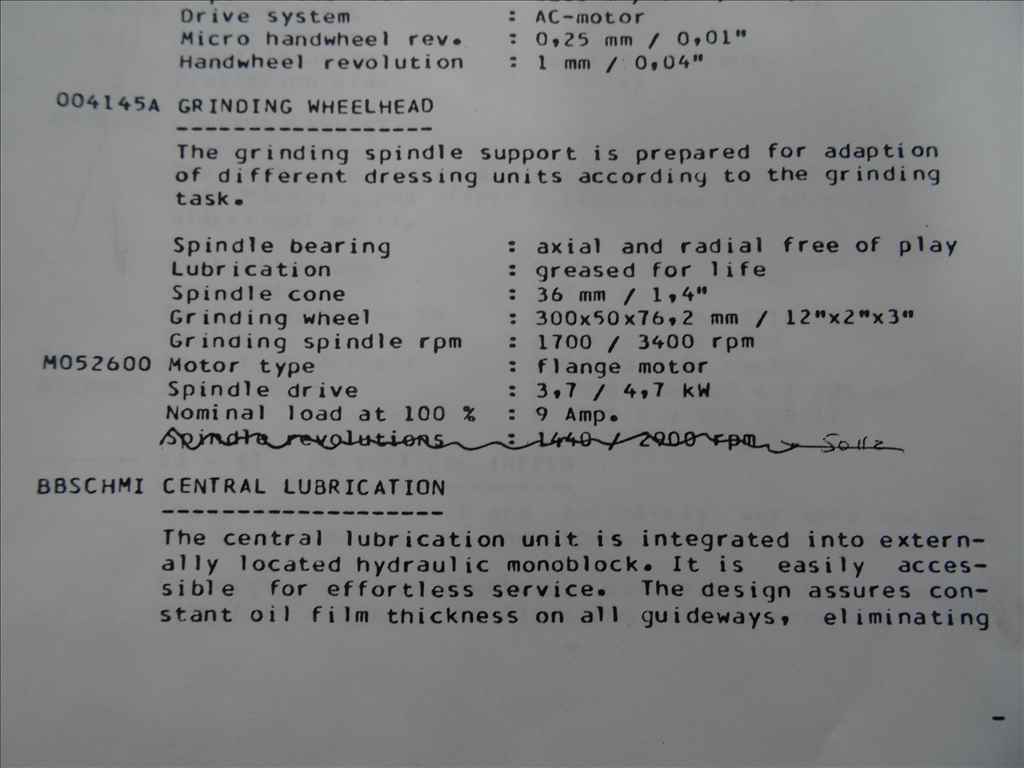 Drive system : AC-motor
Micro handwheel rev. : 0,25 mm / 0,01"
Handwheel revolution : 1 mm / 0,04"
004145A GRINDING WHEELHEAD
------------------
The grinding spindle support is prepared for adaption
of different dressing units according to the grinding
task.
Spindle bearing : axial and radial free of play
Lubrication : greased for life
Spindle cone : 36 mm / 1,4"
Grinding wheel : 300x50x76,2 mm / 12"x2"x3"
Grinding spindle rpm : 1700 / 3400 rpm
M052600 Motor type : flange motor
Spindle drive : 3,7 / 4,7 kW
Nominal load at 100 % : 9 Amp.
Spindle revolutions : 1440 / 2900 rpm
BBSCHMI CENTRAL LUBRICATION
-------------------
The central lubrication unit is integrated into extern-
ally located hydraulic monoblock. It is easily acces-
sible for effortless service. The design assures con-
stant oil film thickness on all guideways, eliminating